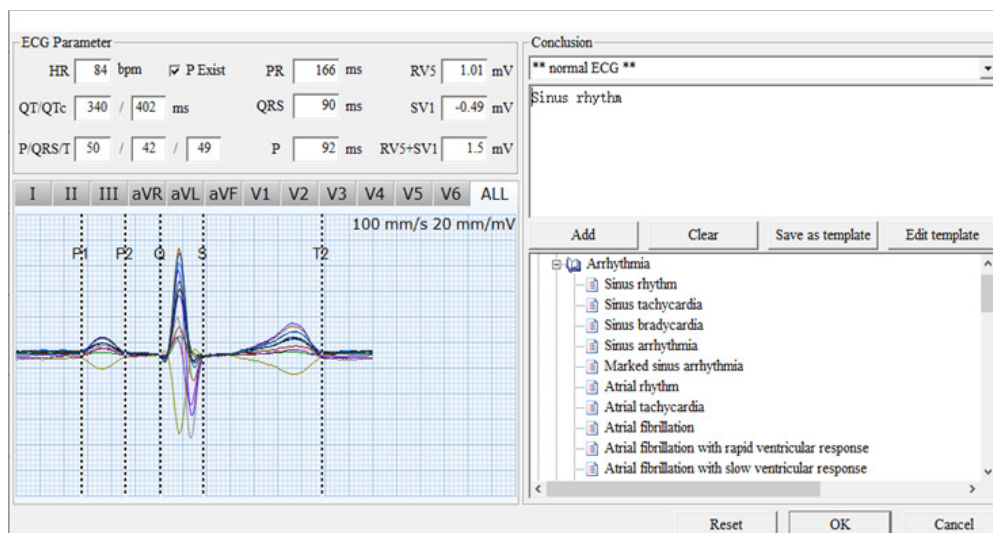 ECG Parameter
HR 84 bpm P Exist PR 166 ms RV5 1.01 mV
QT/QTc 340 / 402 ms QRS 90 ms SV1 -0.49 mV
P/QRS/T 50 / 42 / 49 P 92 ms RV5+SV1 1.5 mV
I II III aVR aVL aVF V1 V2 V3 V4 V5 V6 ALL
100 mm/s 20 mm/mV
P1 P2 Q S T2
Conclusion
** normal ECG **
Sinus rhythm
Add Clear Save as template Edit template
Arrhythmia
Sinus rhythm
Sinus tachycardia
Sinus bradycardia
Sinus arrhythmia
Marked sinus arrhythmia
Atrial rhythm
Atrial tachycardia
Atrial fibrillation
Atrial fibrillation with rapid ventricular response
Atrial fibrillation with slow ventricular response
Reset OK Cancel